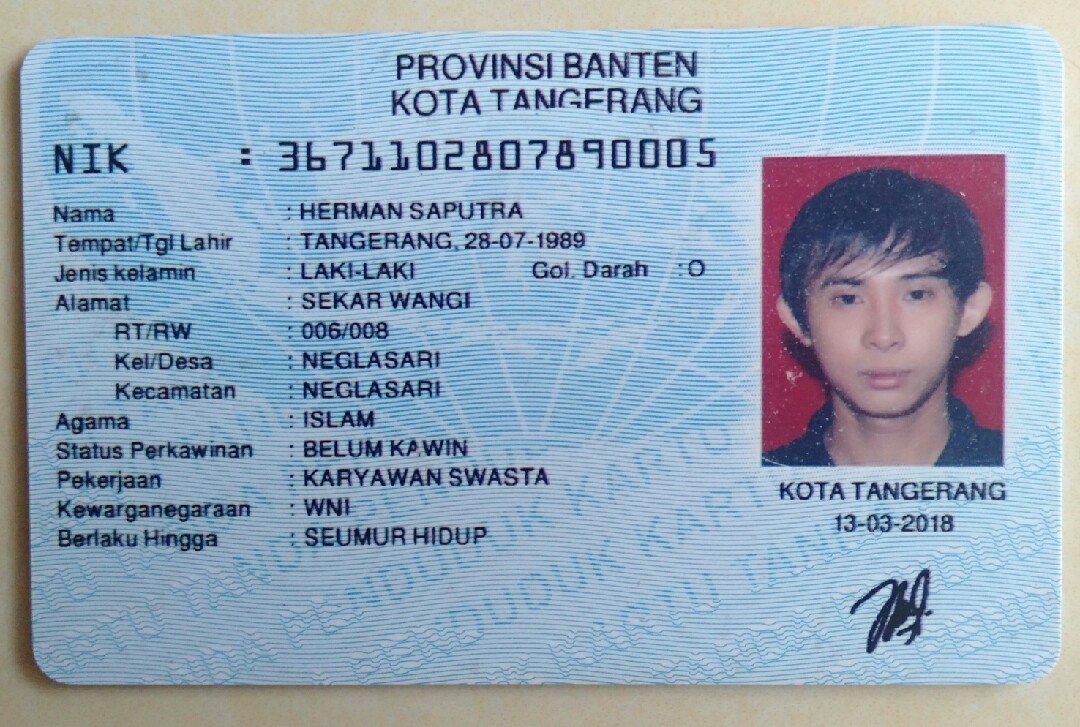 PROVINSI BANTEN
KOTA TANGERANG
NIK : 3671102807890005
Nama : HERMAN SAPUTRA
Tempat/Tgl Lahir : TANGERANG, 28-07-1989
Jenis kelamin : LAKI-LAKI Gol. Darah : O
Alamat : SEKAR WANGI
RT/RW : 006/008
Kel/Desa : NEGLASARI
Kecamatan : NEGLASARI
Agama : ISLAM
Status Perkawinan : BELUM KAWIN
Pekerjaan : KARYAWAN SWASTA
Kewarganegaraan : WNI
Berlaku Hingga : SEUMUR HIDUP
KOTA TANGERANG
13-03-2018